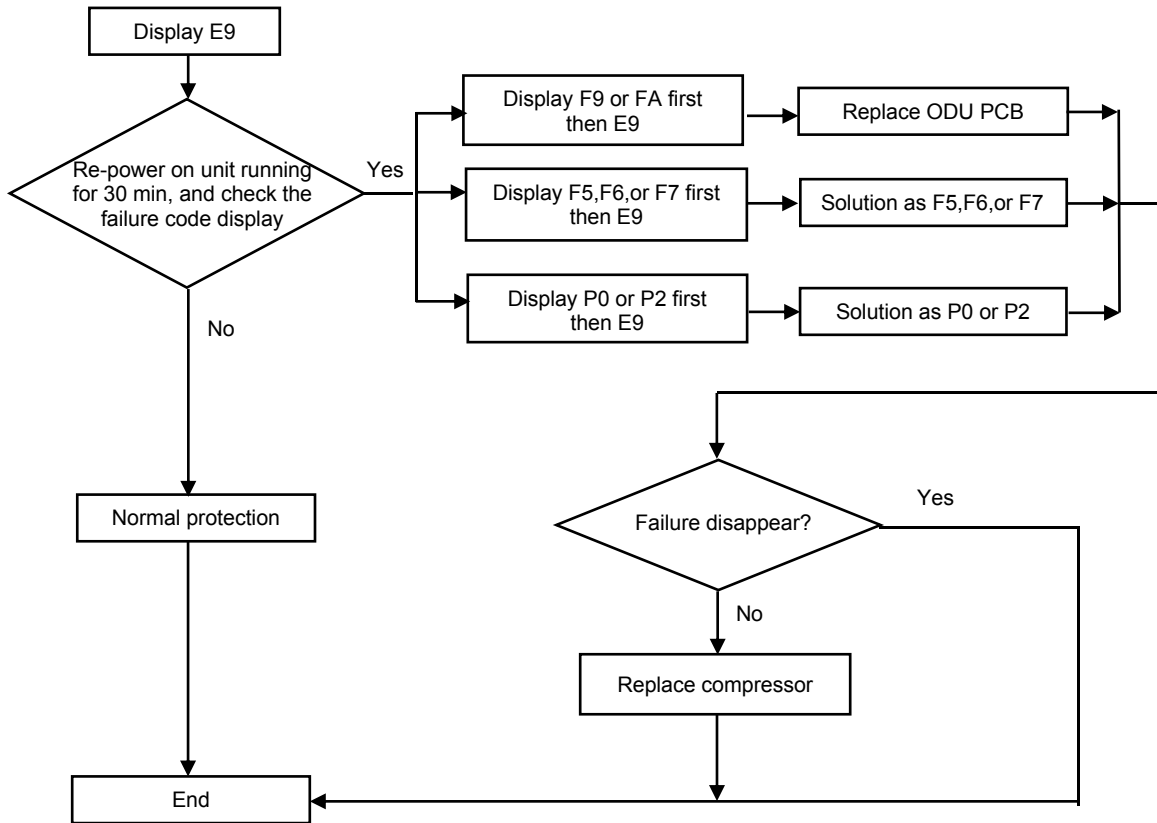 Display E9
Re-power on unit running
for 30 min, and check the
failure code display
Yes
No
Display F9 or FA first
then E9
Replace ODU PCB
Display F5,F6,or F7 first
then E9
Solution as F5,F6,or F7
Display P0 or P2 first
then E9
Solution as P0 or P2
Normal protection
Failure disappear?
Yes
No
Replace compressor
End